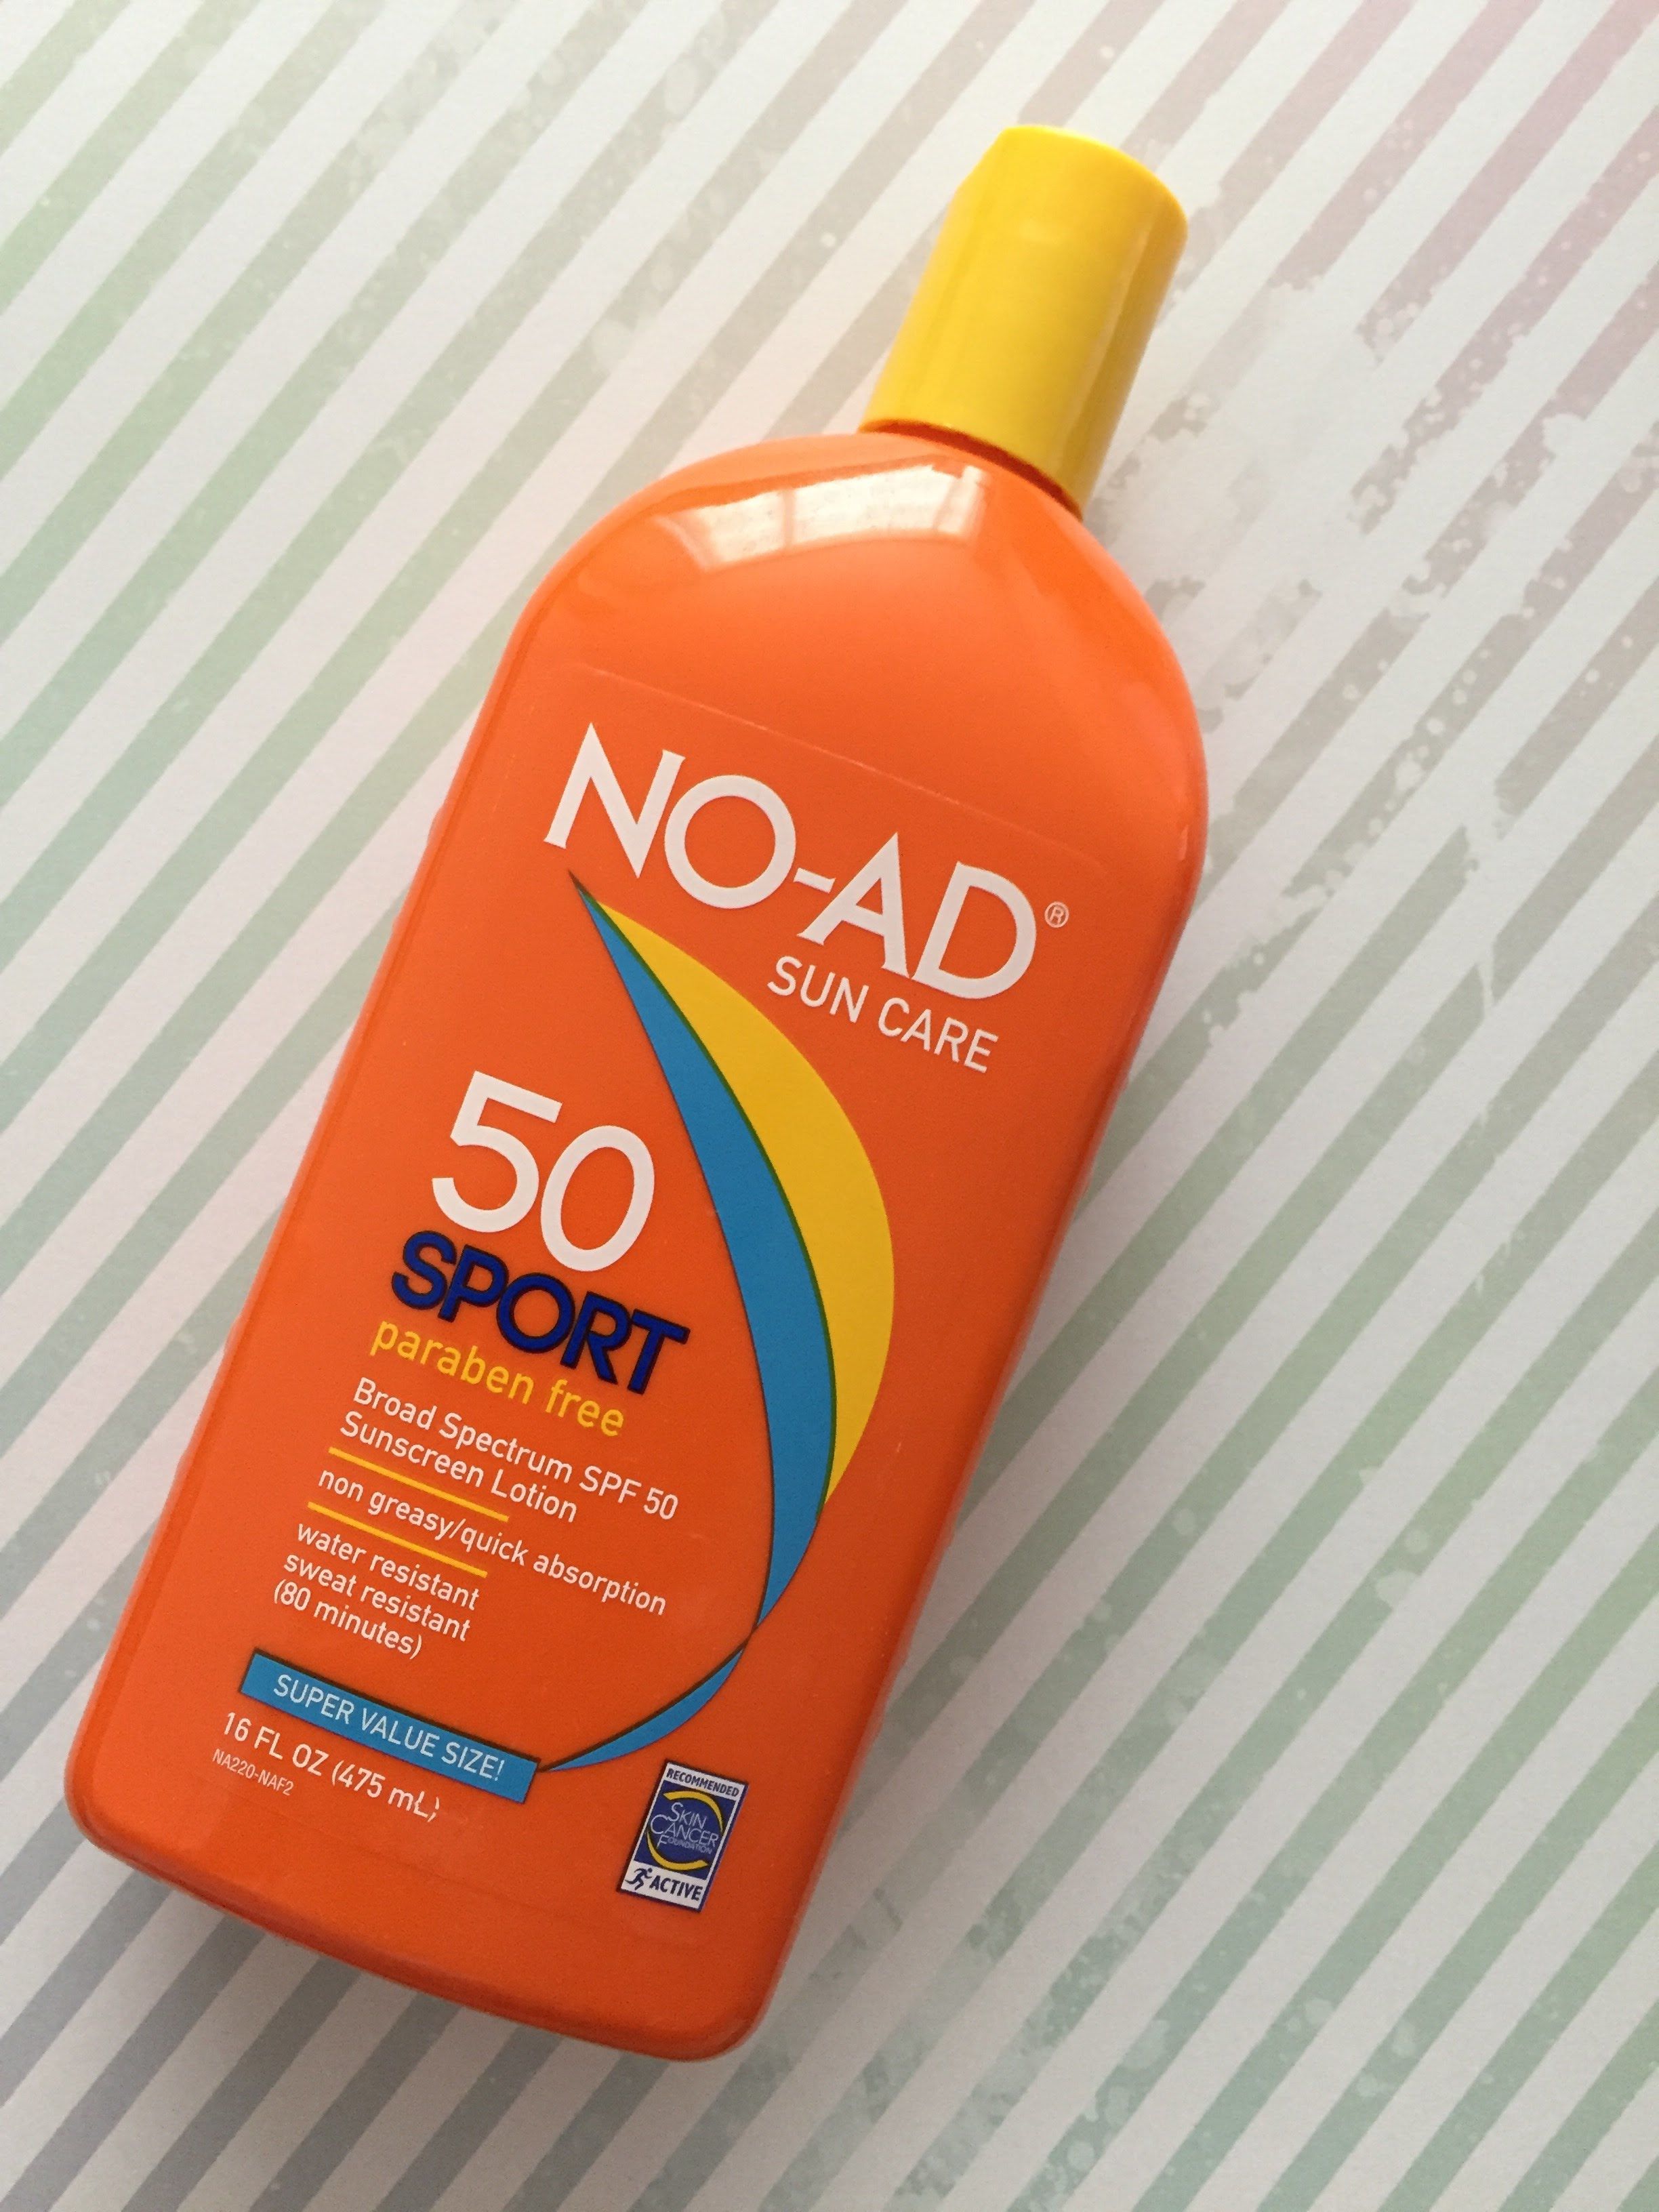 NO-AD®
SUN CARE
50
SPORT
paraben free
Broad Spectrum SPF 50
Sunscreen Lotion
non greasy/quick absorption
water resistant
sweat resistant
(80 minutes)
SUPER VALUE SIZE!
16 FL OZ (475 mL)
NA220-NAF2
RECOMMENDED
SKIN
CANCER
FOUNDATION
ACTIVE